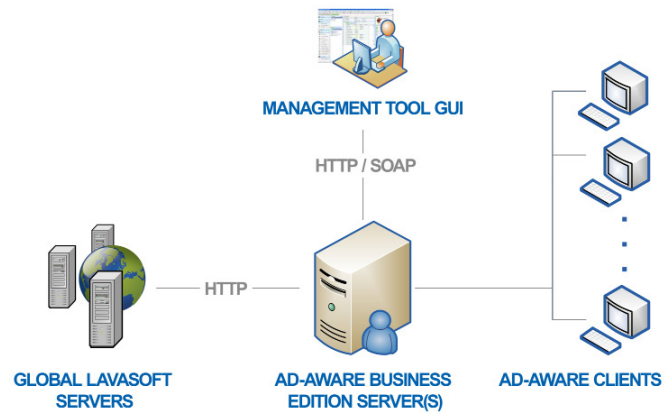 MANAGEMENT TOOL GUI
HTTP / SOAP
HTTP
GLOBAL LAVASOFT
SERVERS
AD-AWARE BUSINESS
EDITION SERVER(S)
AD-AWARE CLIENTS